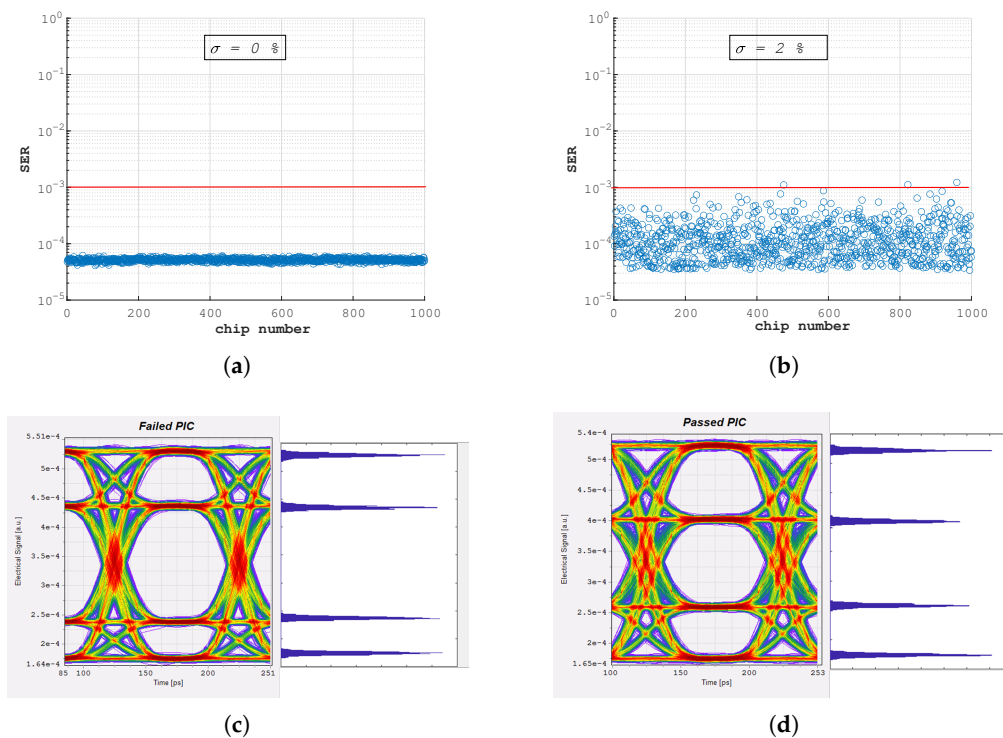 σ = 0 %
10^0
10^-1
10^-2
10^-3
10^-4
10^-5
SER
0 200 400 600 800 1000
chip number
(a)
σ = 2 %
10^0
10^-1
10^-2
10^-3
10^-4
10^-5
SER
0 200 400 600 800 1000
chip number
(b)
Failed PIC
5.51e-4
5e-4
4.5e-4
4e-4
3.5e-4
3e-4
2.5e-4
2e-4
1.64e-4
Electrical Signal [a.u.]
85 100 150 200 251
Time [ps]
(c)
Passed PIC
5.4e-4
5e-4
4.5e-4
4e-4
3.5e-4
3e-4
2.5e-4
2e-4
1.65e-4
Electrical Signal [a.u.]
100 150 200 253
Time [ps]
(d)